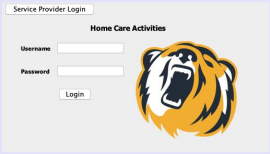 Service Provider Login
Home Care Activities
Username
Password
Login